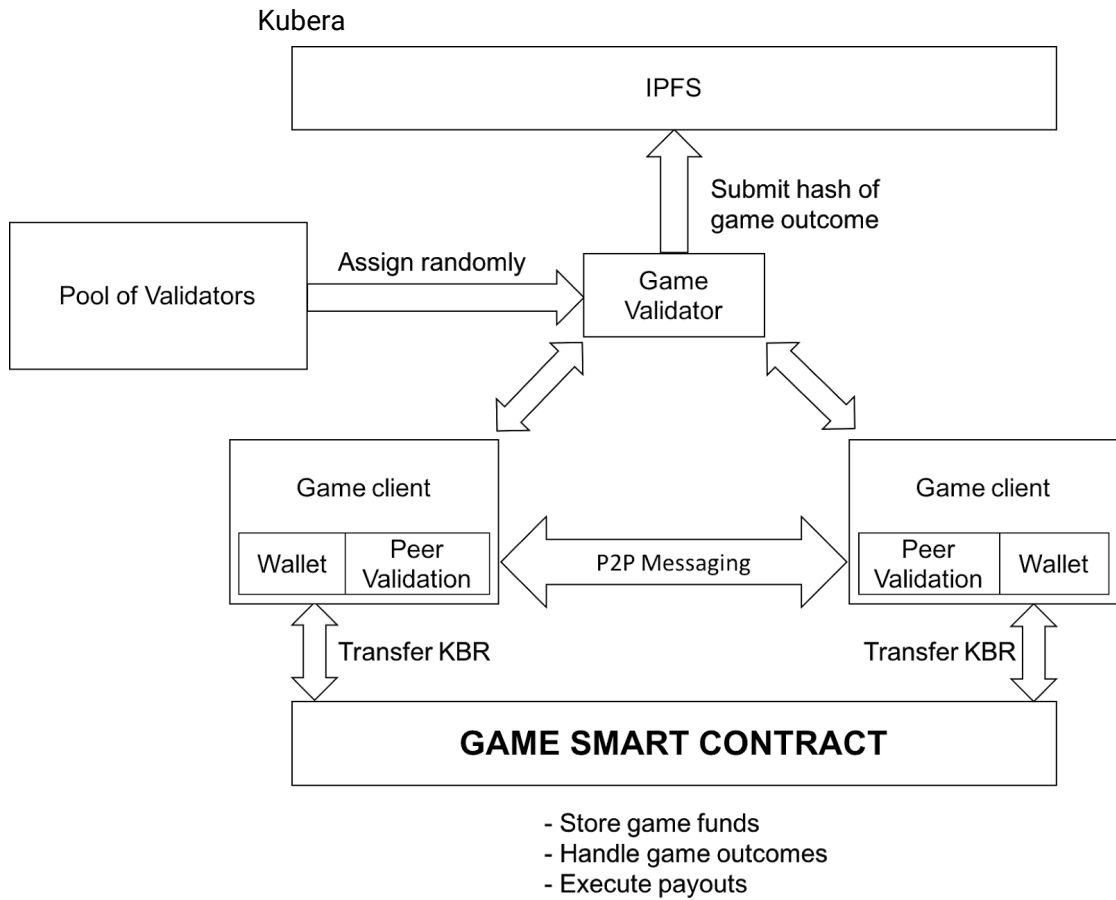 Kubera
IPFS
Submit hash of
game outcome
Pool of Validators
Assign randomly
Game
Validator
Game client
Wallet
Peer
Validation
P2P Messaging
Game client
Peer
Validation
Wallet
Transfer KBR
Transfer KBR
GAME SMART CONTRACT
- Store game funds
- Handle game outcomes
- Execute payouts